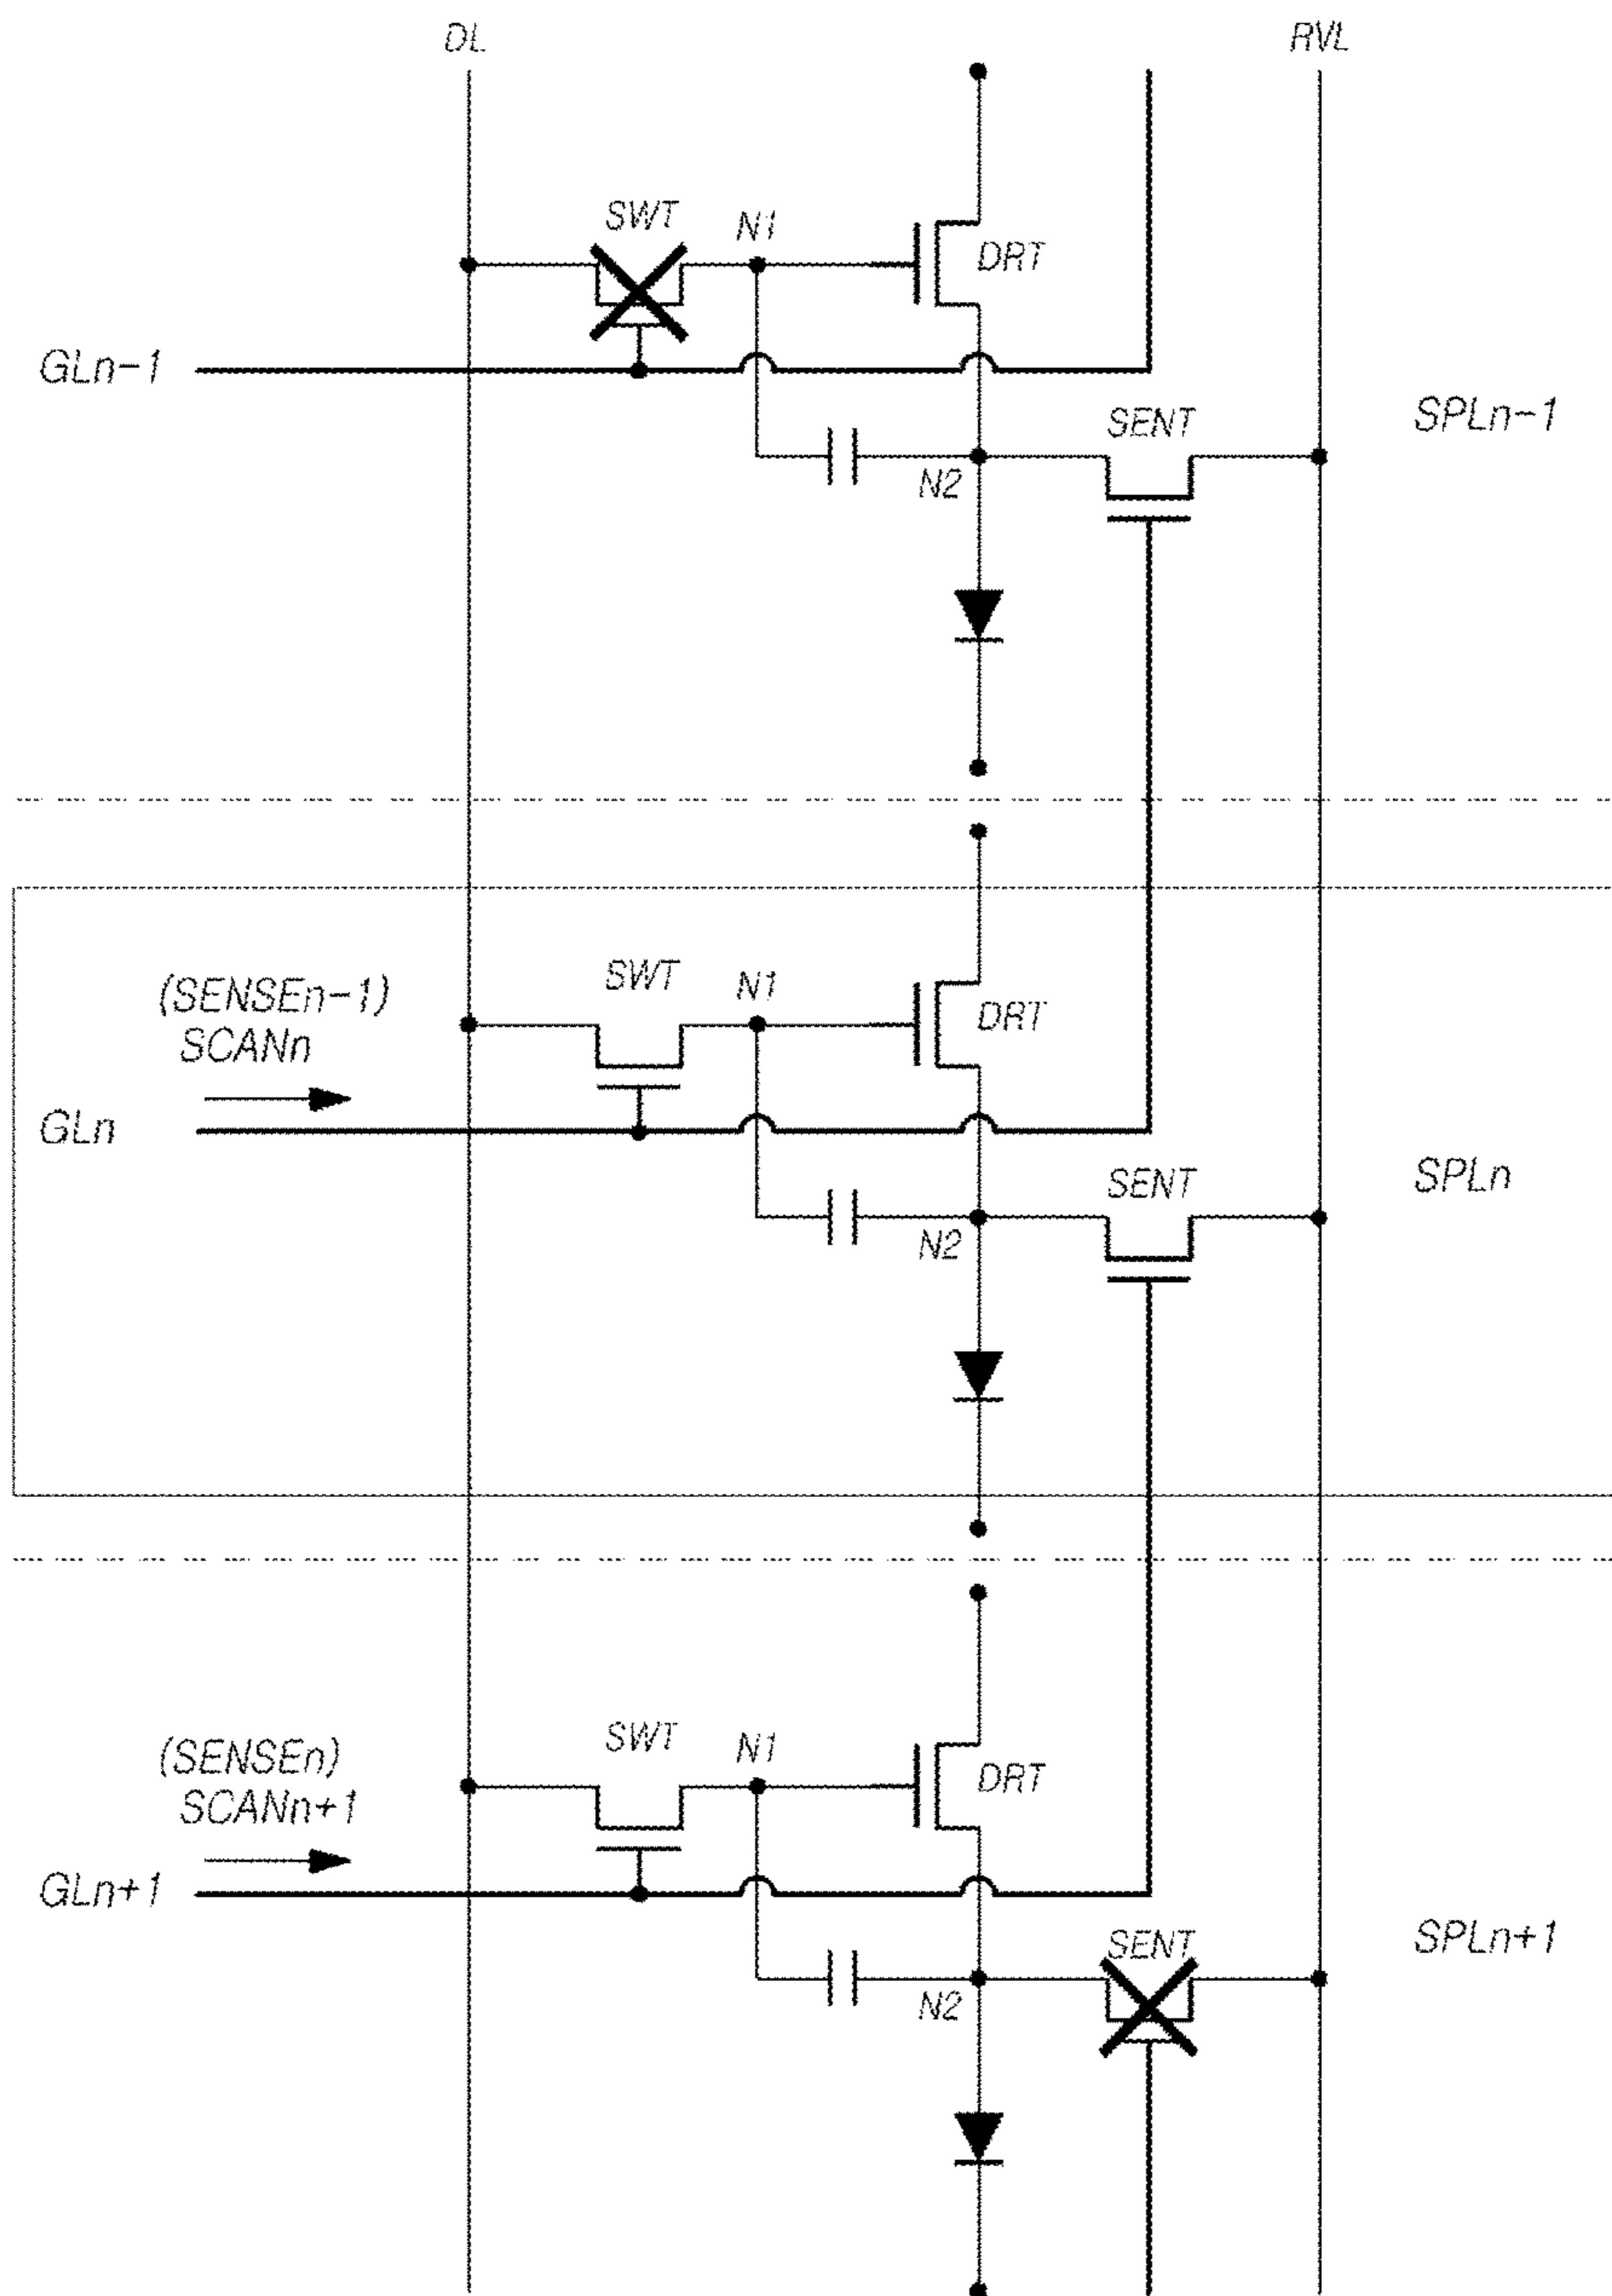 DL
RVL
SWT
N1
DRT
GLn-1
SENT
SPLn-1
N2
(SENSEn-1)
SCANn
SWT
N1
DRT
GLn
SENT
SPLn
N2
(SENSEn)
SCANn+1
SWT
N1
DRT
GLn+1
SENT
SPLn+1
N2